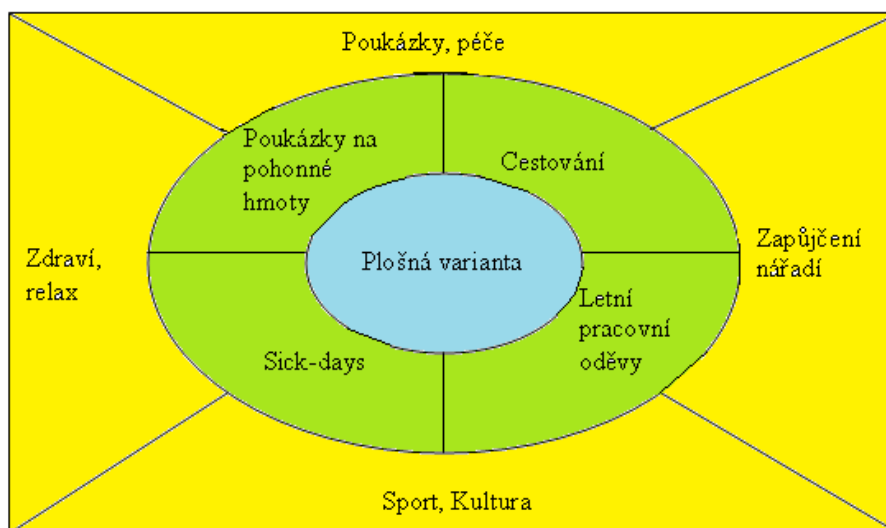 Poukázky, péče
Poukázky na
pohonné
hmoty
Cestování
Zdraví,
relax
Plošná varianta
Zapůjčení
nářadí
Sick-days
Letní
pracovní
oděvy
Sport, Kultura